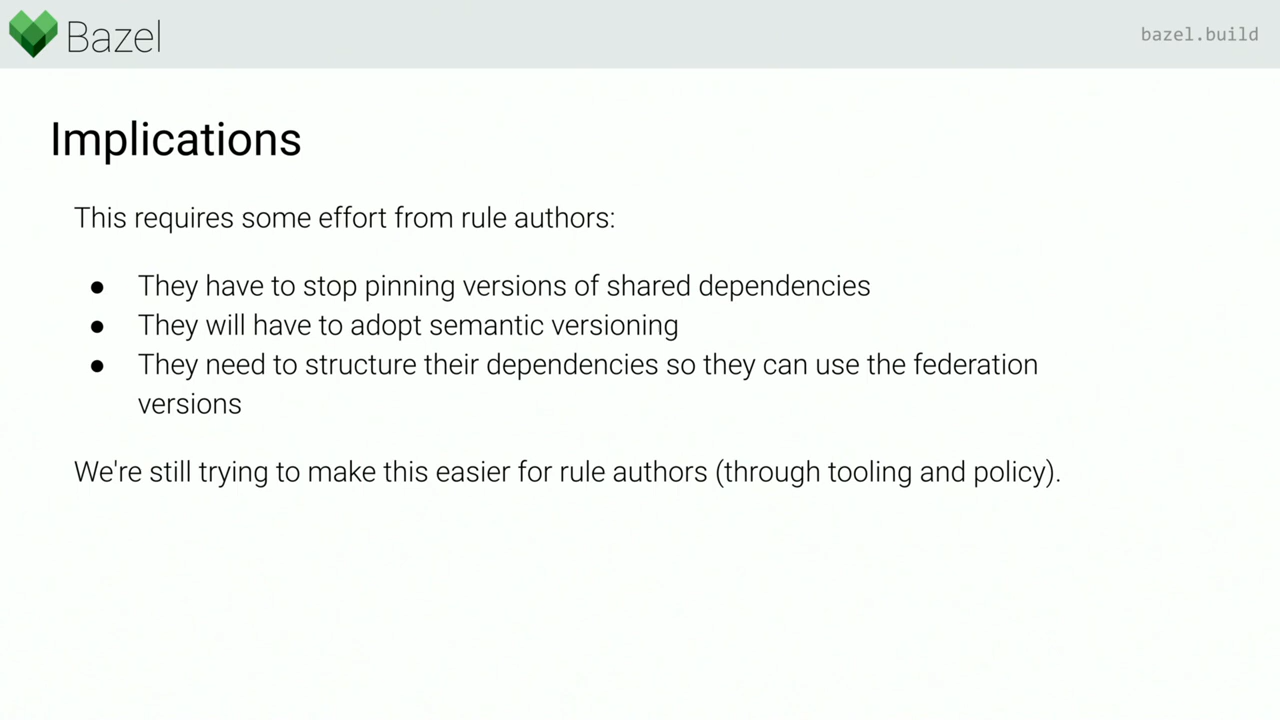 Bazel
bazel.build
Implications
This requires some effort from rule authors:
● They have to stop pinning versions of shared dependencies
● They will have to adopt semantic versioning
● They need to structure their dependencies so they can use the federation
versions
We're still trying to make this easier for rule authors (through tooling and policy).